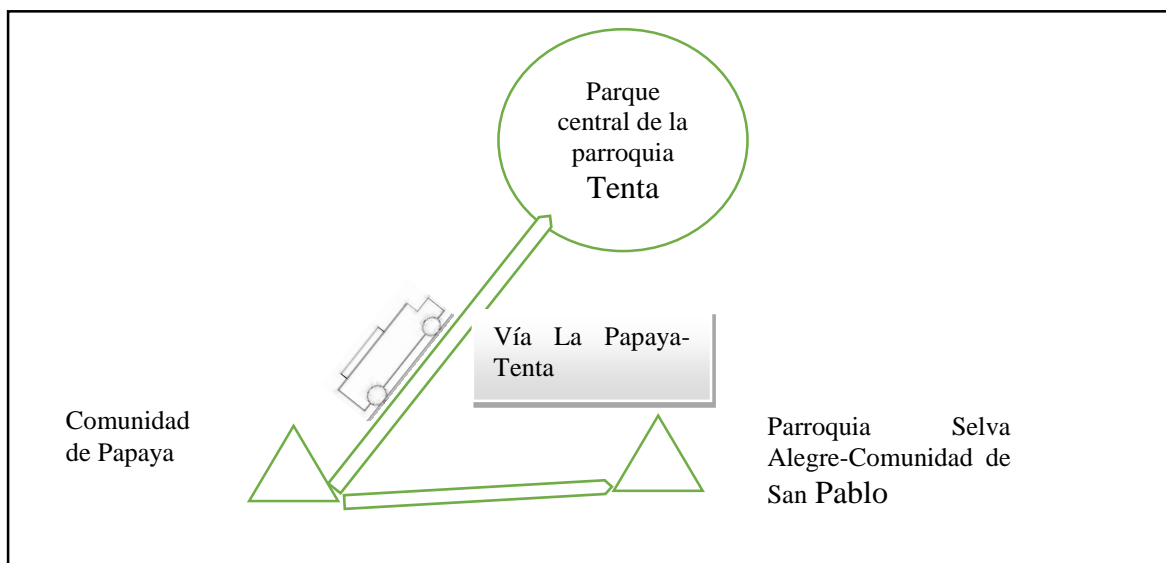 Parque
central de la
parroquia
Tenta
Vía La Papaya-
Tenta
Comunidad
de Papaya
Parroquia Selva
Alegre-Comunidad de
San Pablo